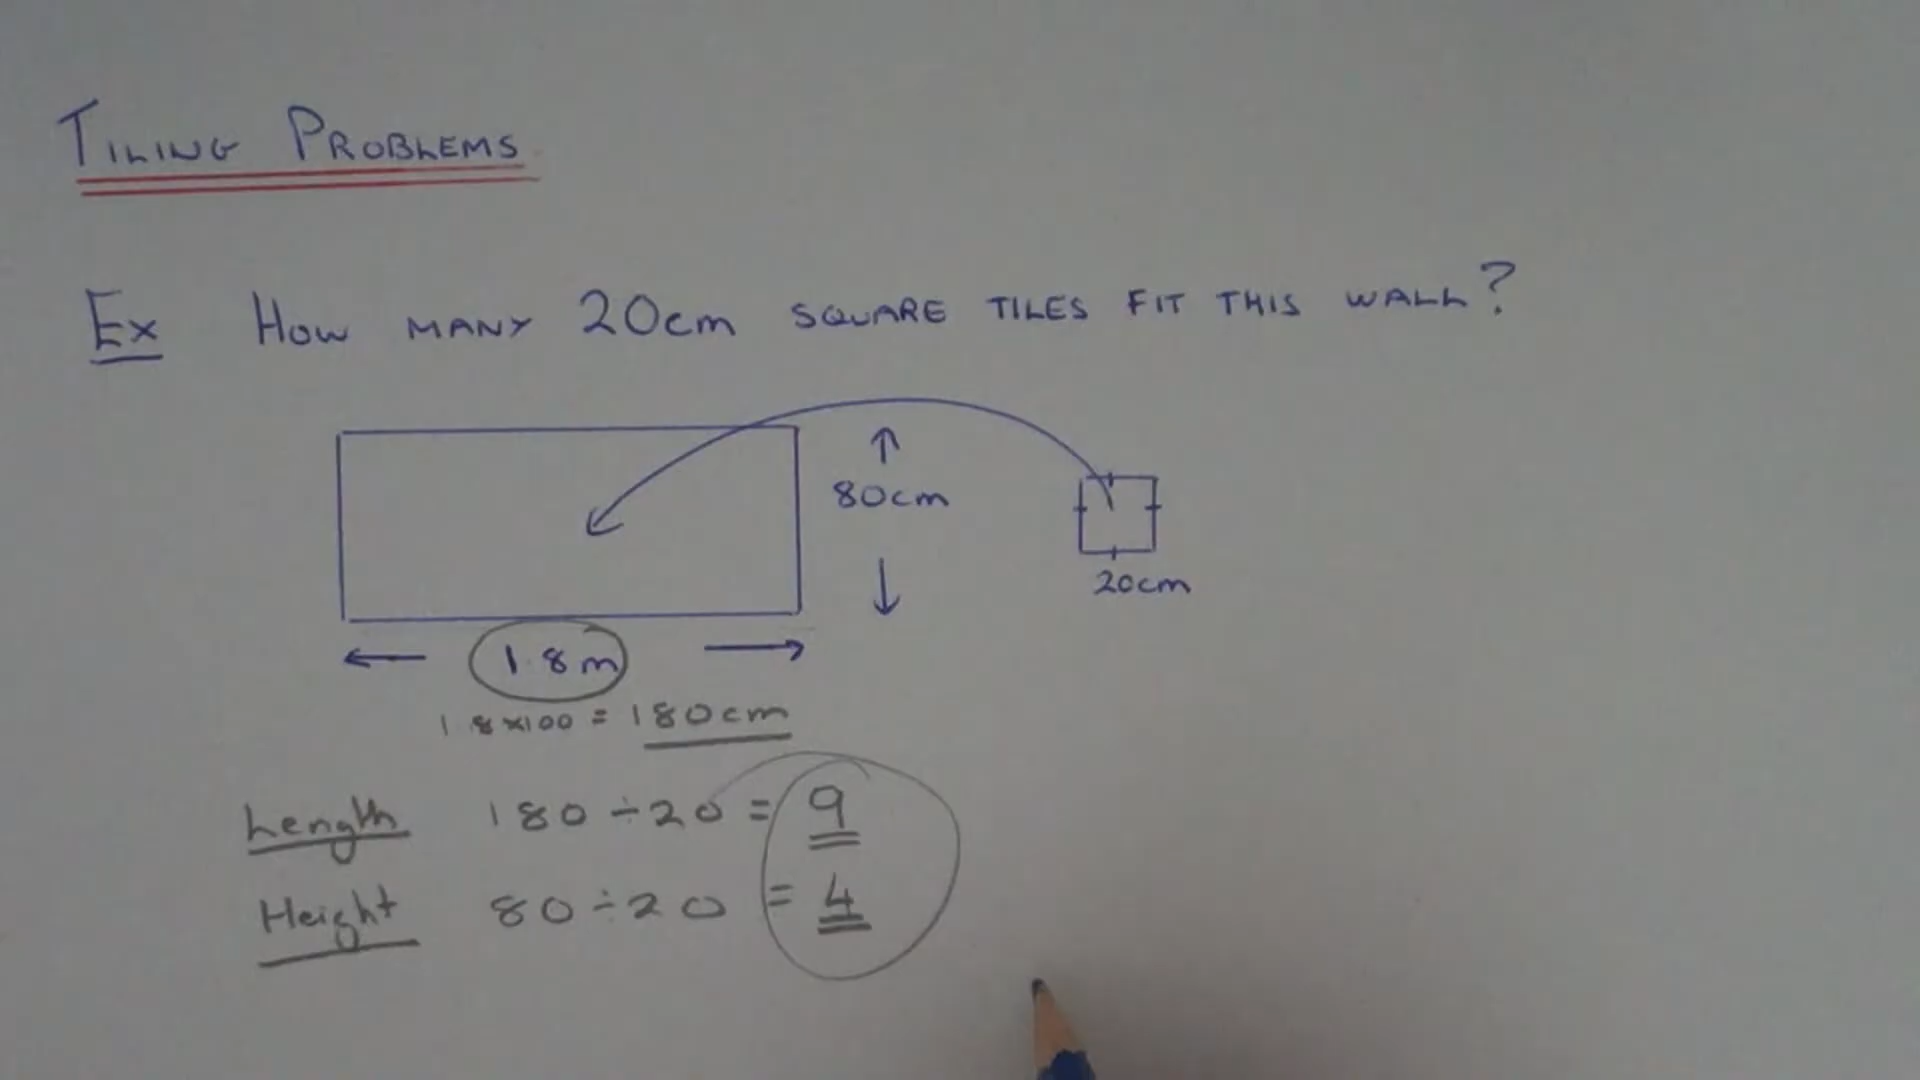 TILING PROBLEMS
Ex HOW MANY 20cm SQUARE TILES FIT THIS WALL?
80cm
20cm
1.8m
1.8×100 = 180cm
Length 180÷20 = 9
Height 80÷20 = 4